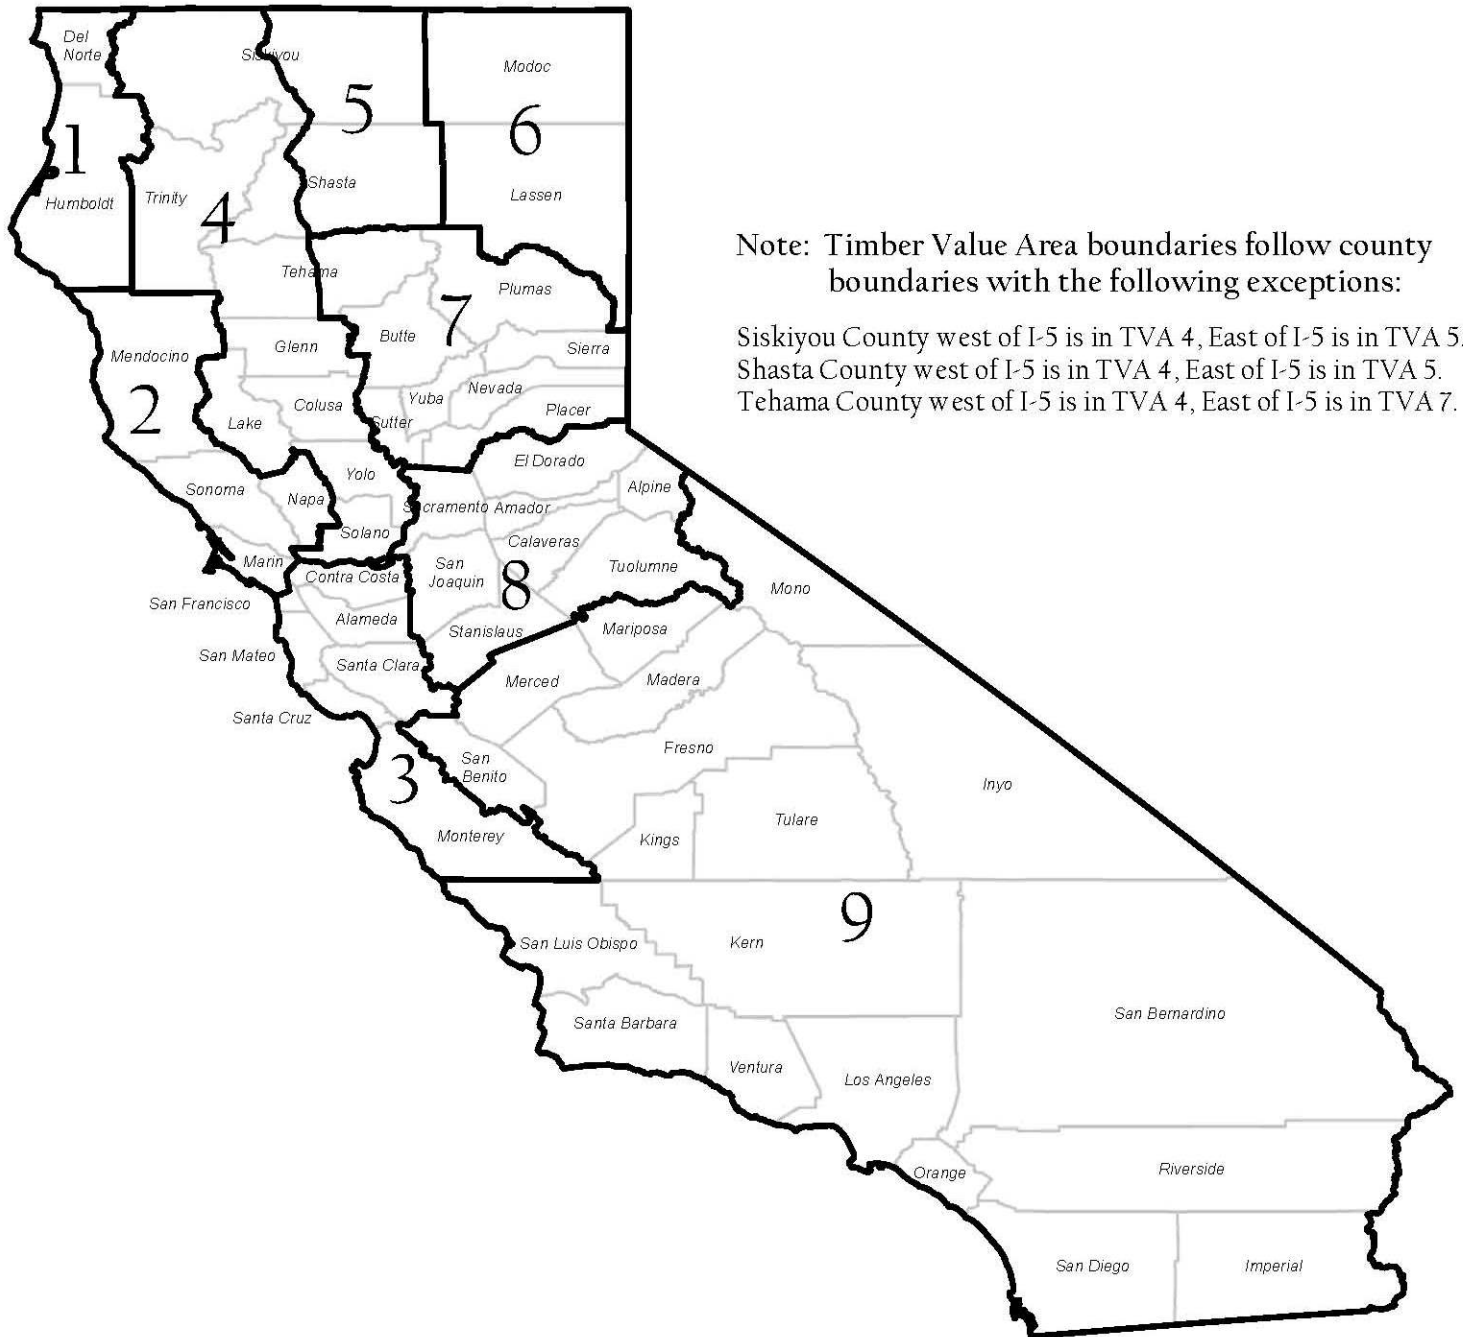 Del
Norte
Siskiyou
Modoc
5
6
1
Humboldt
Trinity
4
Shasta
Lassen
Note: Timber Value Area boundaries follow county
boundaries with the following exceptions:
Siskiyou County west of I-5 is in TVA 4, East of I-5 is in TVA 5.
Shasta County west of I-5 is in TVA 4, East of I-5 is in TVA 5.
Tehama County west of I-5 is in TVA 4, East of I-5 is in TVA 7.
Tehama
Plumas
7
Butte
Glenn
Sierra
Mendocino
2
Nevada
Yuba
Colusa
Placer
Sutter
Lake
El Dorado
Yolo
Sonoma
Napa
Alpine
Sacramento
Amador
Solano
Calaveras
Marin
San
Joaquin
Tuolumne
Contra Costa
8
Mono
San Francisco
Alameda
Stanislaus
Mariposa
San Mateo
Santa Clara
Merced
Madera
Santa Cruz
Fresno
San
Benito
3
Inyo
Tulare
Monterey
Kings
9
San Luis Obispo
Kern
San Bernardino
Santa Barbara
Ventura
Los Angeles
Orange
Riverside
San Diego
Imperial